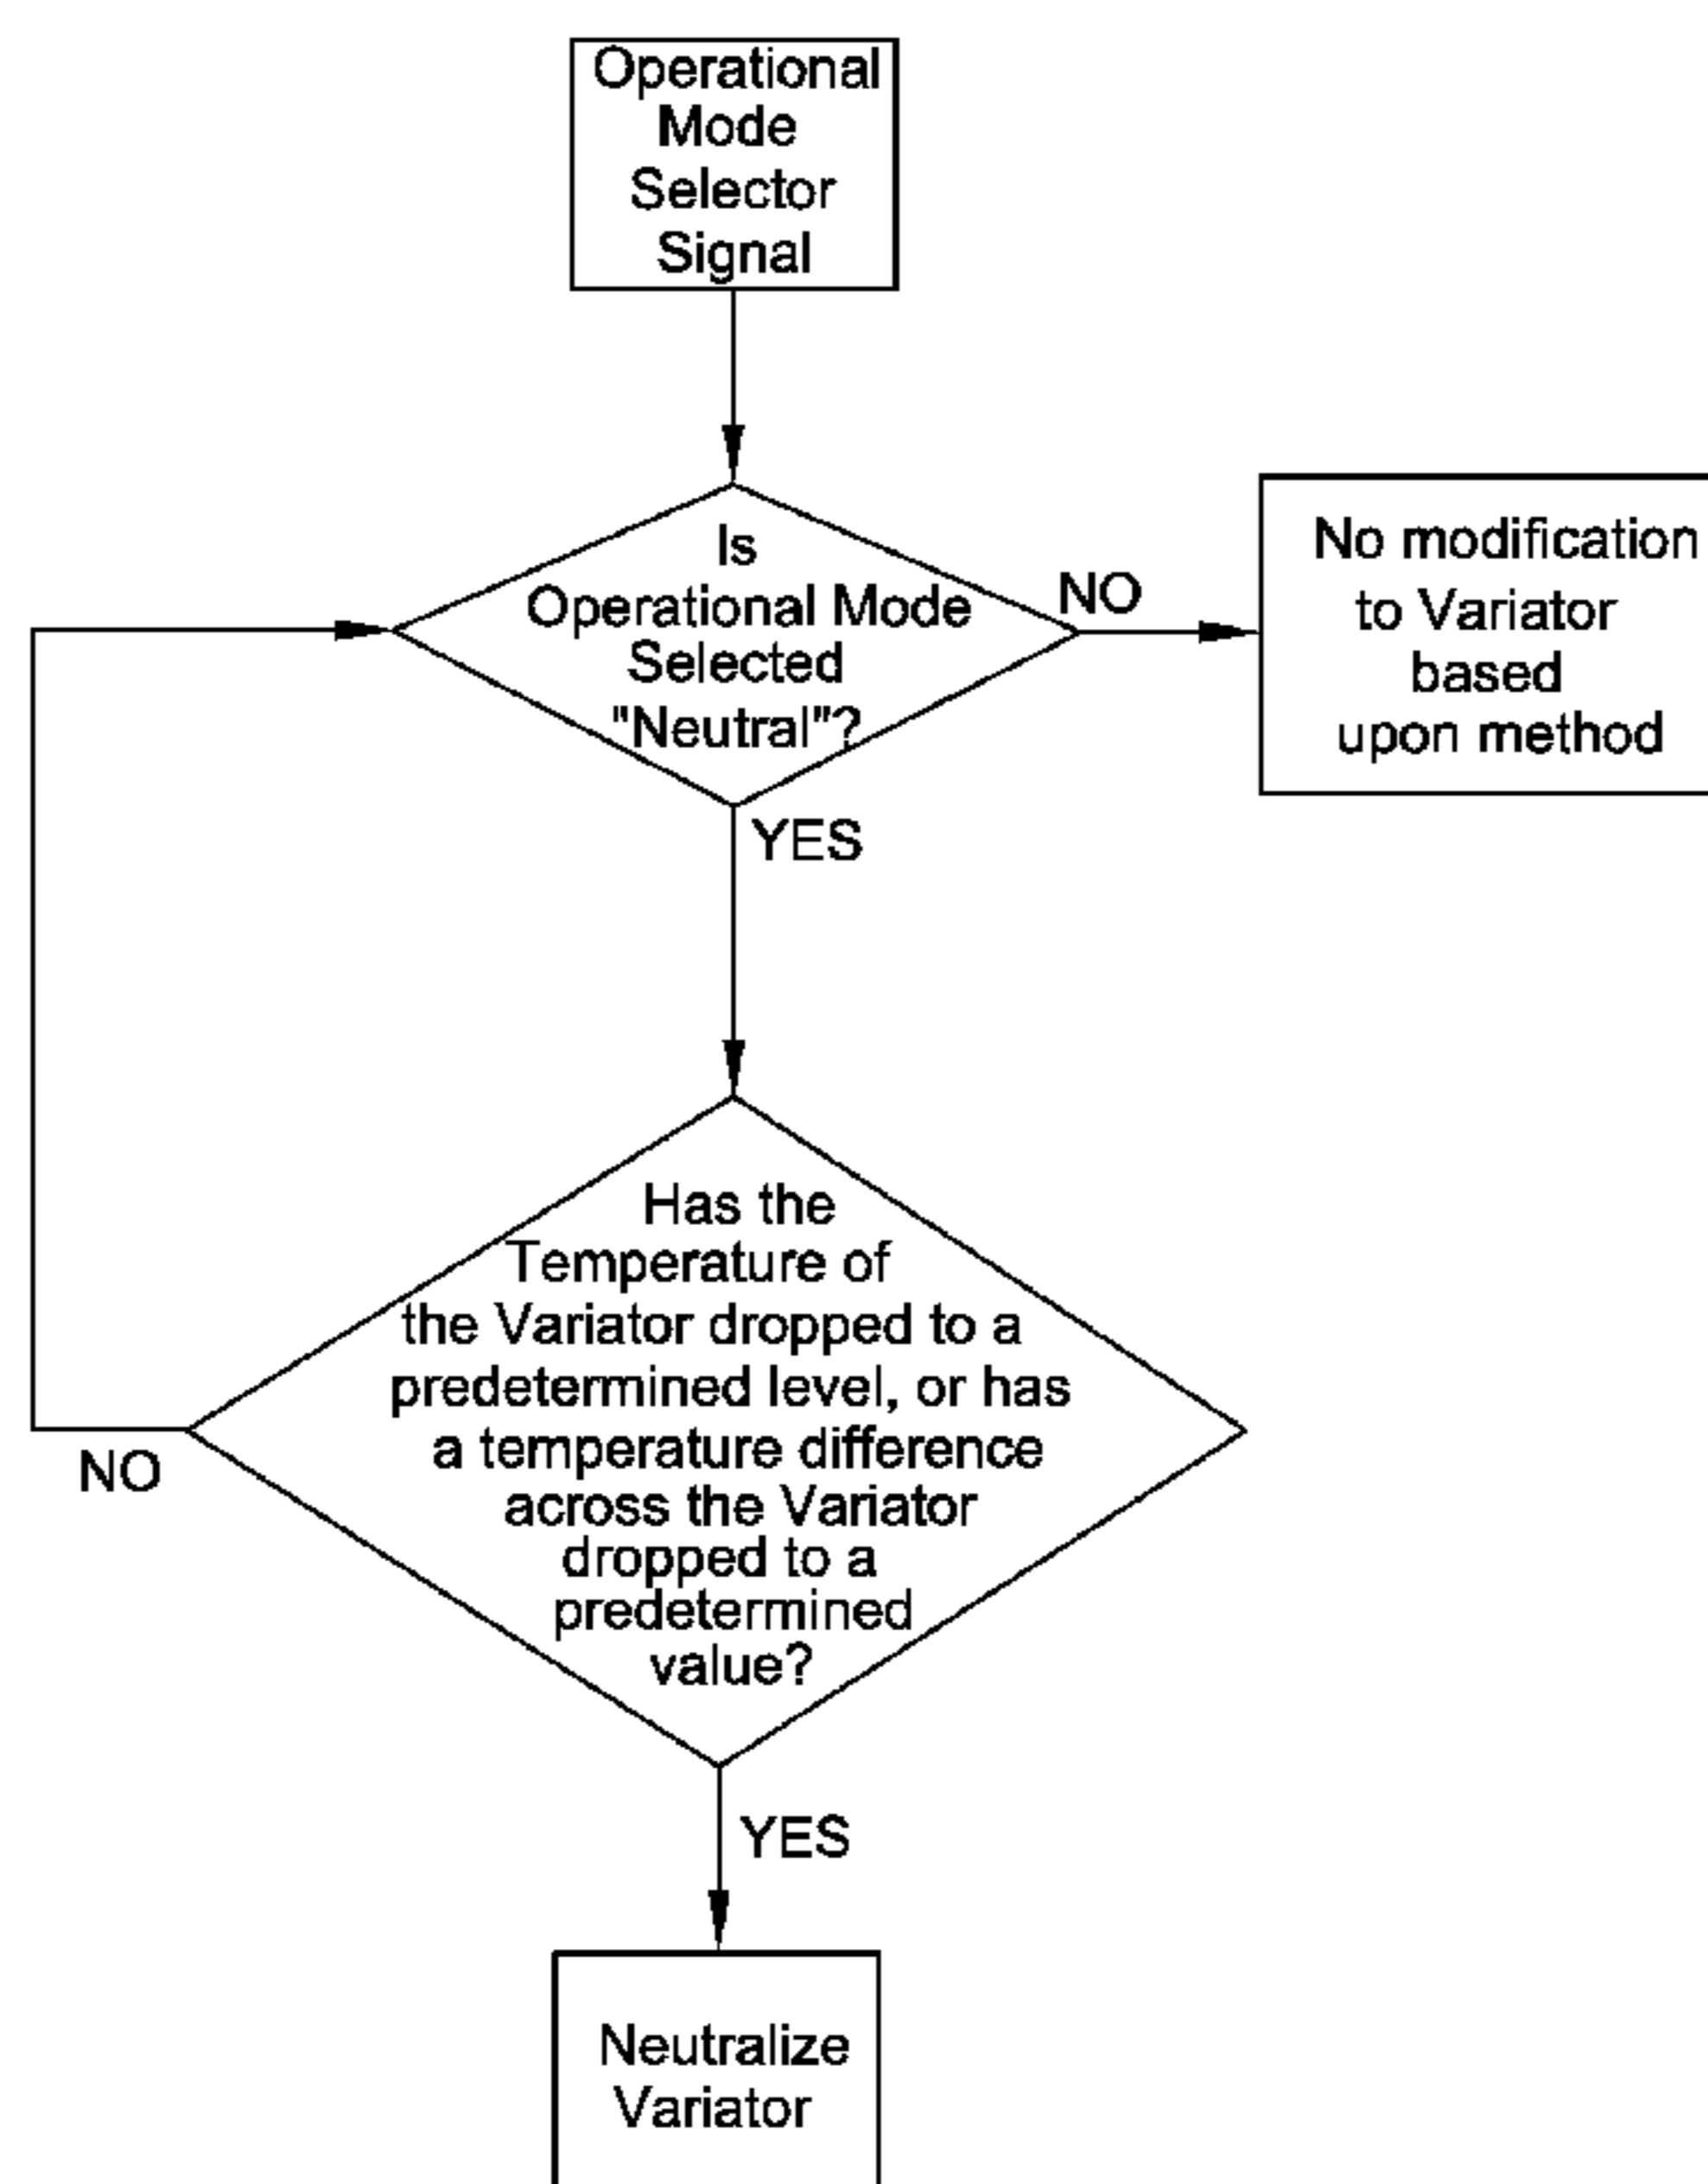 Operational
Mode
Selector
Signal
Is
Operational Mode
Selected
"Neutral"?
NO
No modification
to Variator
based
upon method
YES
Has the
Temperature of
the Variator dropped to a
predetermined level, or has
a temperature difference
across the Variator
dropped to a
predetermined
value?
NO
YES
Neutralize
Variator